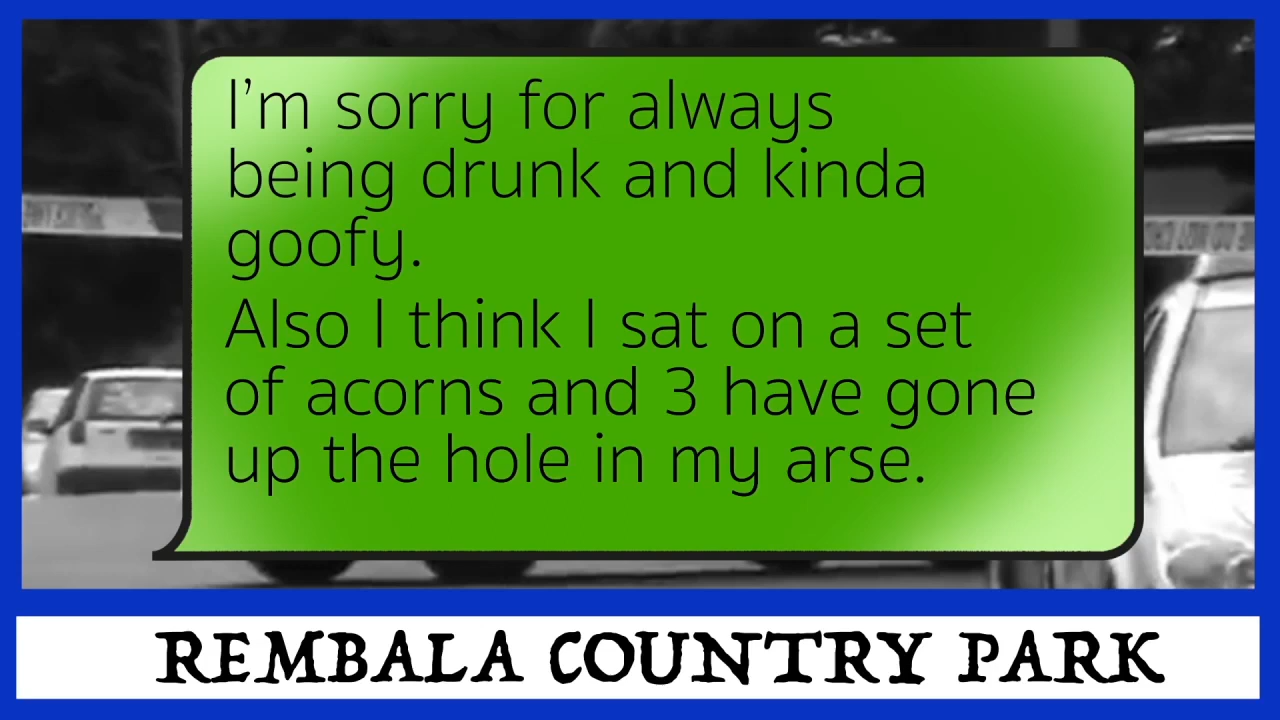 I'm sorry for always
being drunk and kinda
goofy.
Also I think I sat on a set
of acorns and 3 have gone
up the hole in my arse.
REMBALA COUNTRY PARK